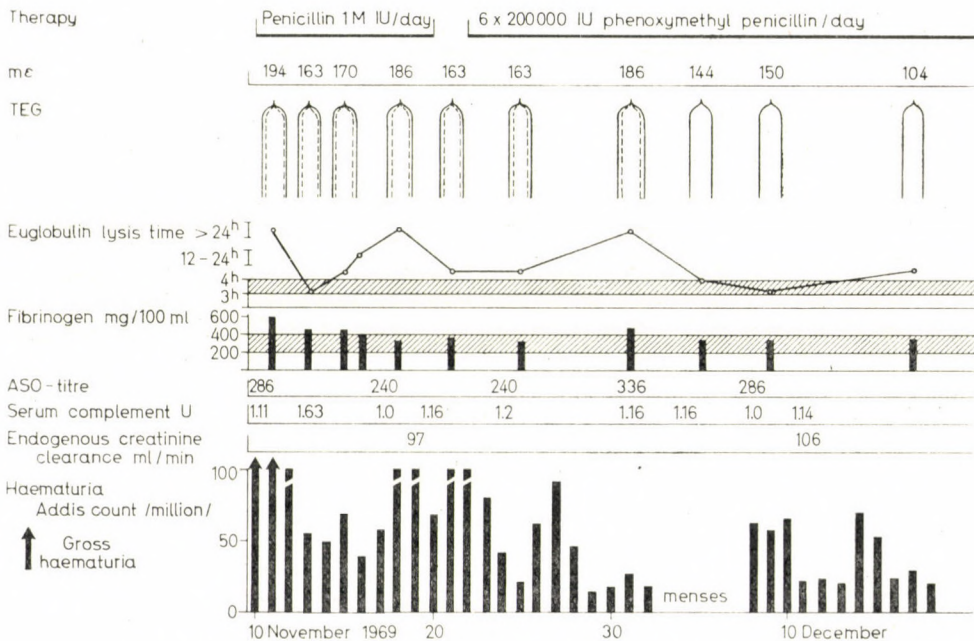 Therapy
Penicillin 1 M IU/day
6 x 200000 IU phenoxymethyl penicillin/day
mε 194 163 170 186 163 163 186 144 150 104
TEG
Euglobulin lysis time > 24h
12 - 24h
4h
3h
Fibrinogen mg/100 ml 600
400
200
ASO - titre 286 240 240 336 286
Serum complement U 1.11 1.63 1.0 1.16 1.2 1.16 1.16 1.0 1.14
Endogenous creatinine
clearance ml/min 97 106
Haematuria 100
Addis count /million/
Gross
haematuria
50
0
menses
10 November 1969 20 30 10 December